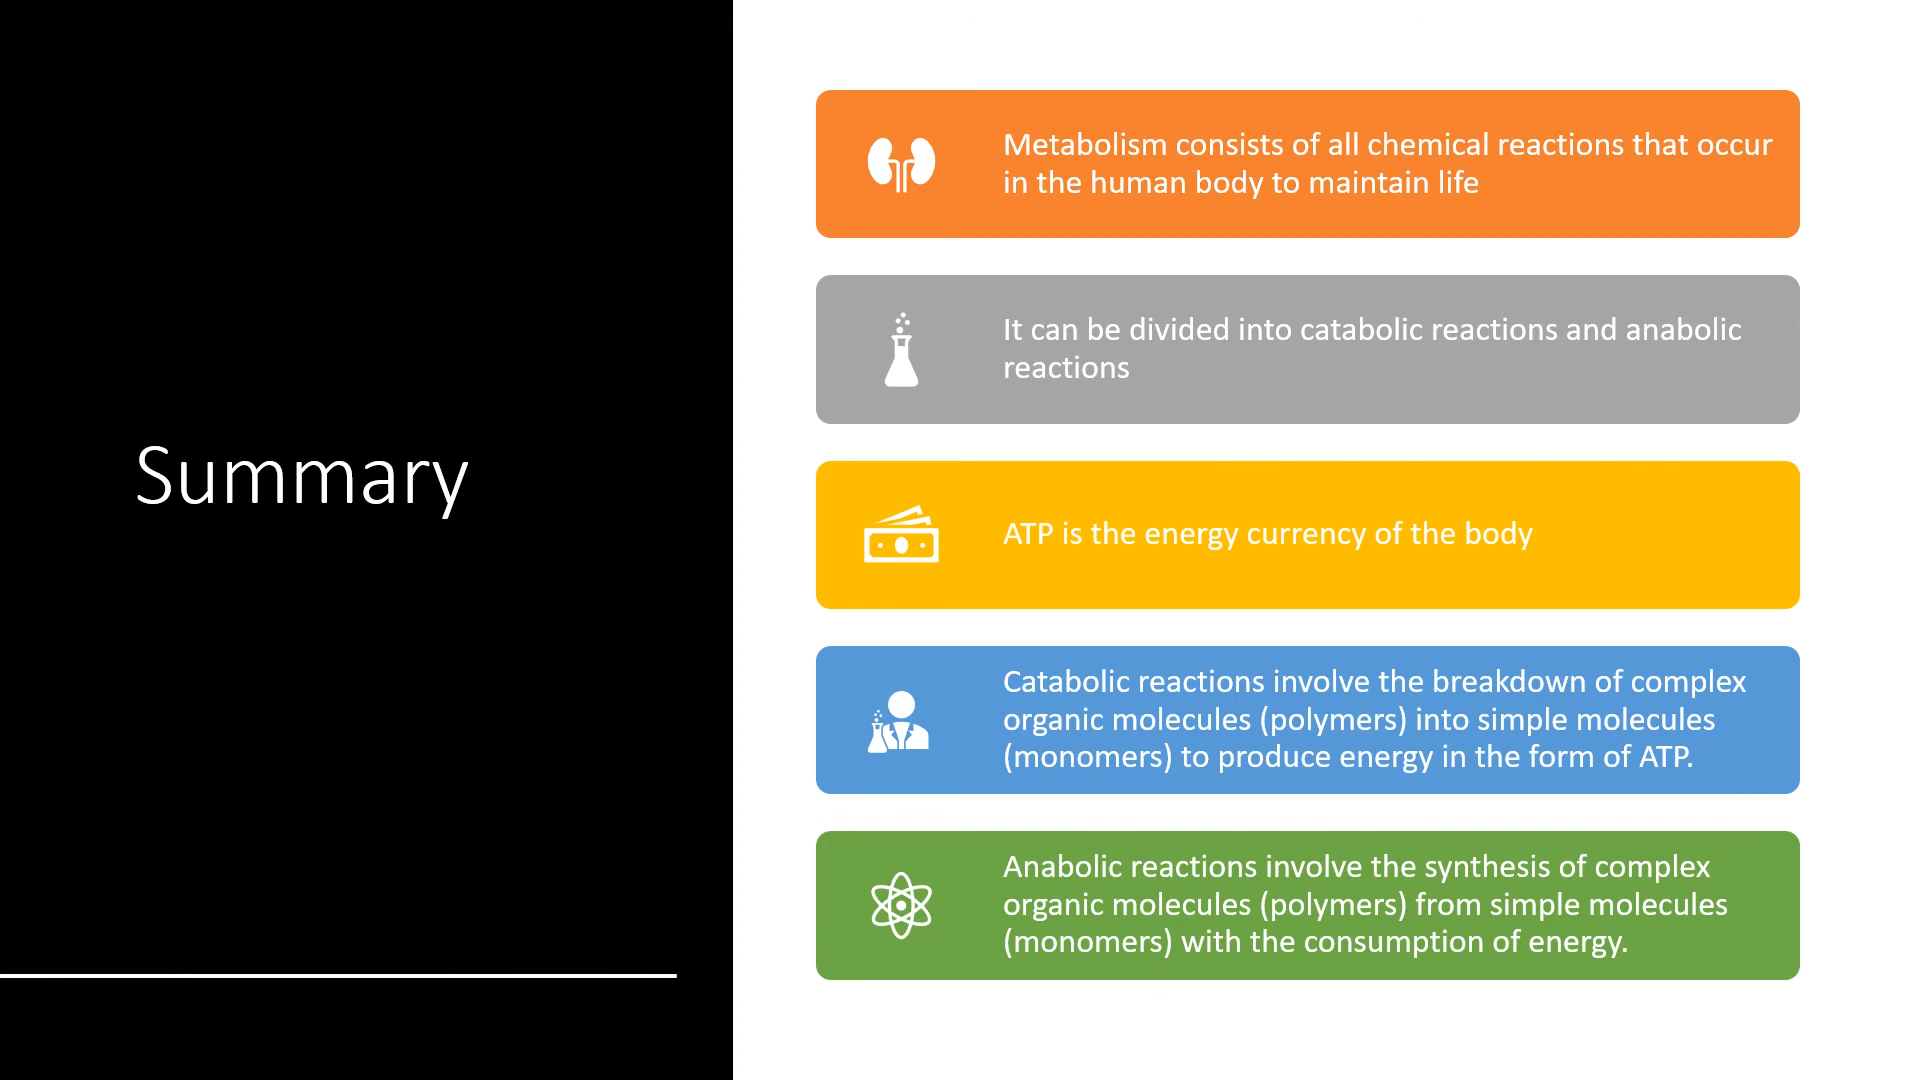 Summary
Metabolism consists of all chemical reactions that occur
in the human body to maintain life
It can be divided into catabolic reactions and anabolic
reactions
ATP is the energy currency of the body
Catabolic reactions involve the breakdown of complex
organic molecules (polymers) into simple molecules
(monomers) to produce energy in the form of ATP.
Anabolic reactions involve the synthesis of complex
organic molecules (polymers) from simple molecules
(monomers) with the consumption of energy.